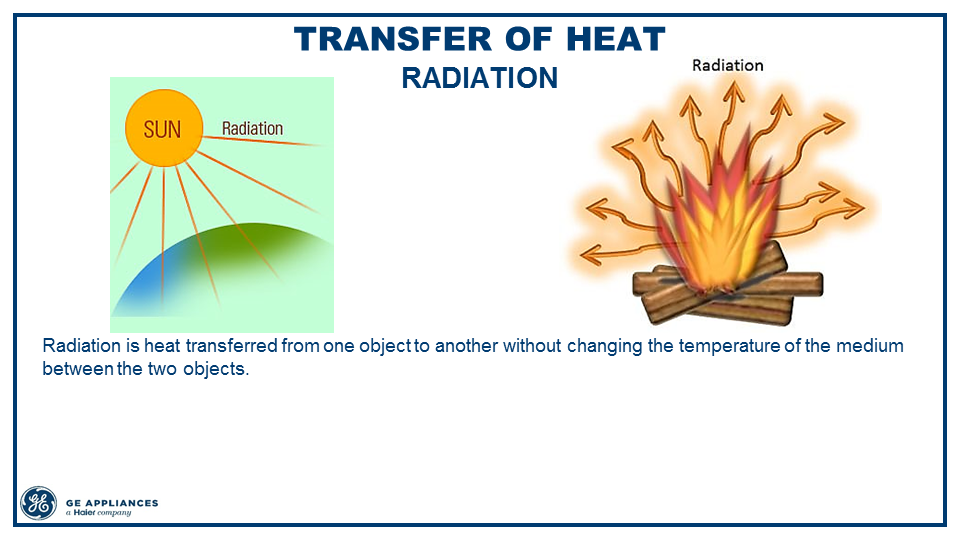 TRANSFER OF HEAT
RADIATION
Radiation
SUN
Radiation
Radiation is heat transferred from one object to another without changing the temperature of the medium
between the two objects.
GE
GE APPLIANCES
a Haier company